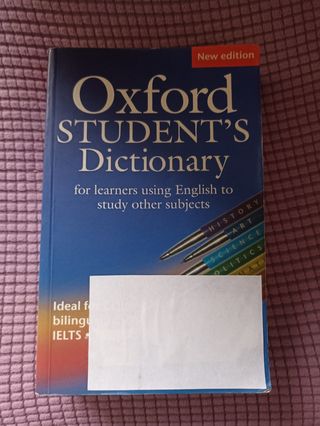 New edition
Oxford
STUDENT'S
Dictionary
for learners using English to
study other subjects
HISTORY
ART
SCIENCE
POLITICS
Ideal
bilingu
IELTS